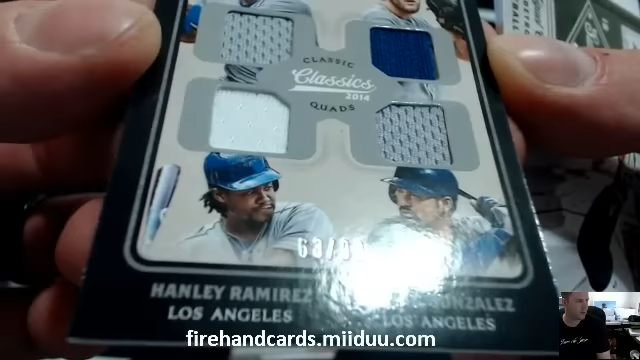 CLASSIC
Classics
2014
QUADS
HANLEY RAMIREZ
LOS ANGELES
GONZALEZ
LOS ANGELES
firehandcards.miiduu.com